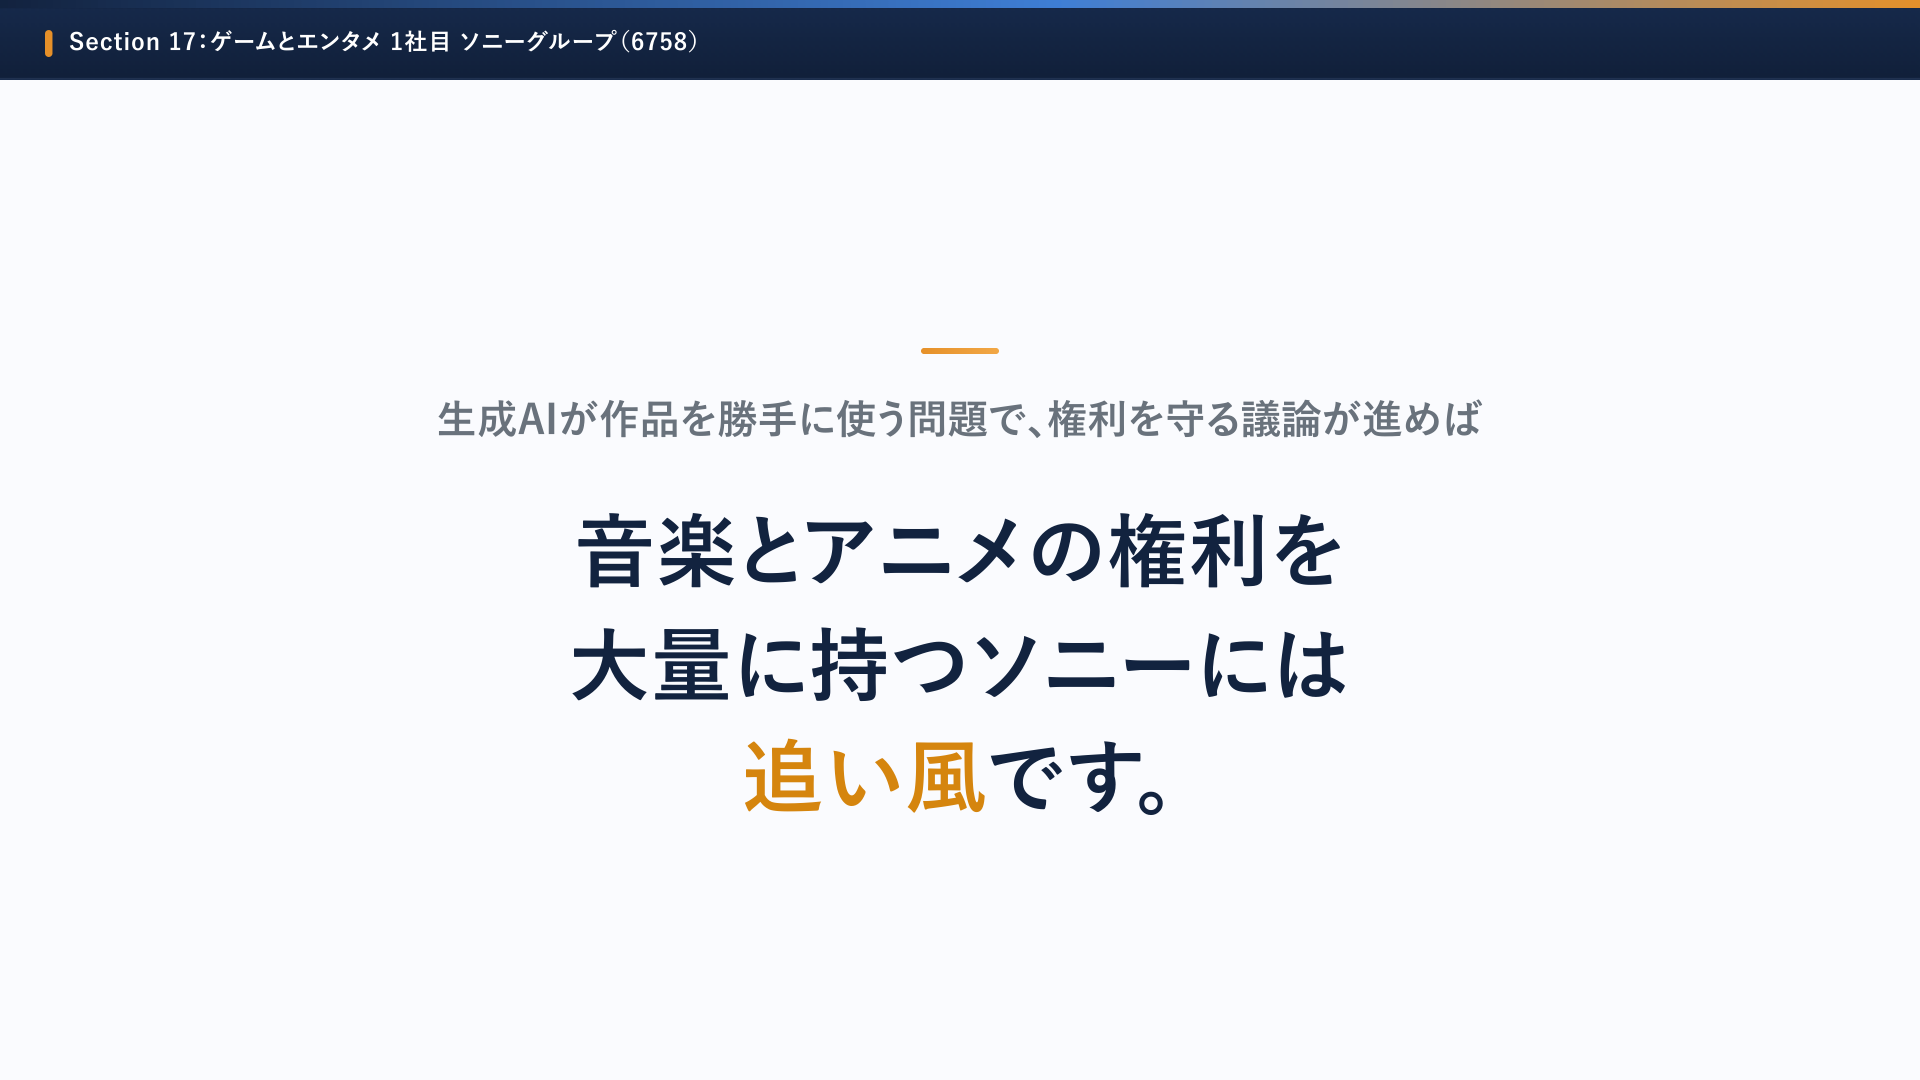 Section 17：ゲームとエンタメ 1社目 ソニーグループ（6758）
生成AIが作品を勝手に使う問題で、権利を守る議論が進めば
音楽とアニメの権利を
大量に持つソニーには
追い風です。